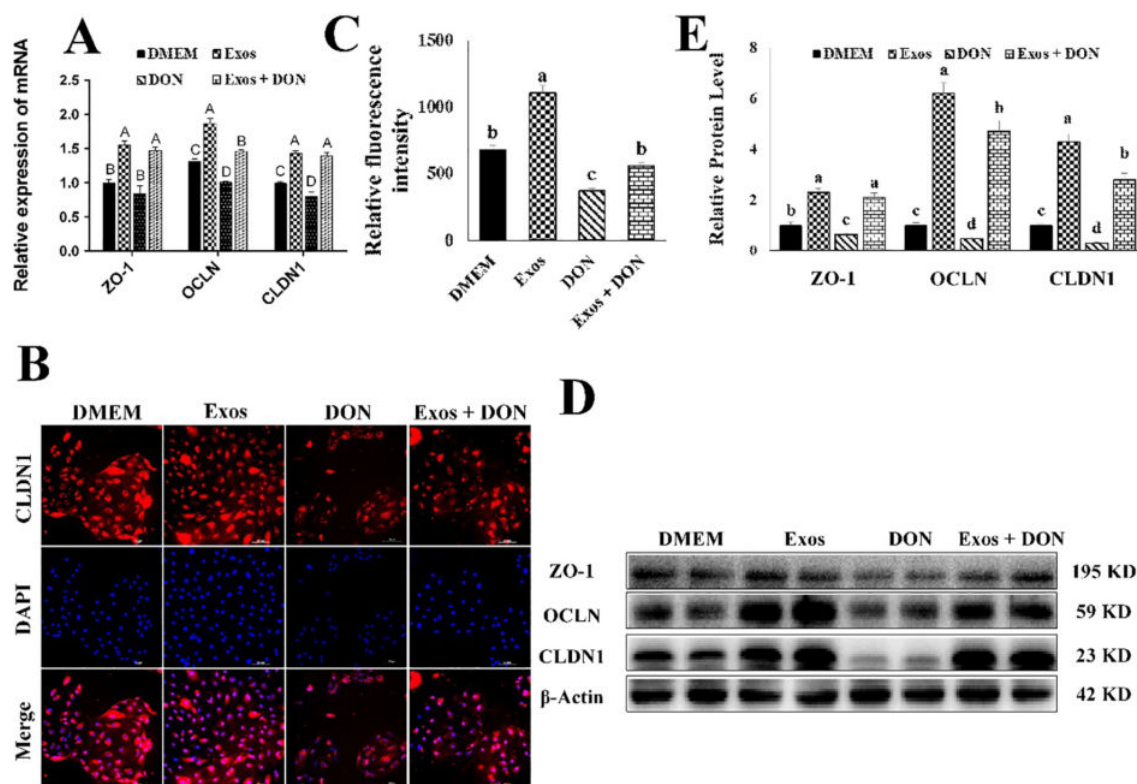 A
DMEM Exos
DON Exos + DON
Relative expression of mRNA
2.5
2.0
1.5
1.0
0.5
0.0
B A B A
C A D B
C A D A
ZO-1 OCLN CLDN1
C
Relative fluorescence
intensity
1500
1000
500
0
b a c b
DMEM Exos DON Exos + DON
E
DMEM Exos DON Exos + DON
Relative Protein Level
8
6
4
2
0
b a c a
c a d b
c a d b
ZO-1 OCLN CLDN1
B
DMEM Exos DON Exos + DON
CLDN1
DAPI
Merge
D
DMEM Exos DON Exos + DON
ZO-1 195 KD
OCLN 59 KD
CLDN1 23 KD
β-Actin 42 KD